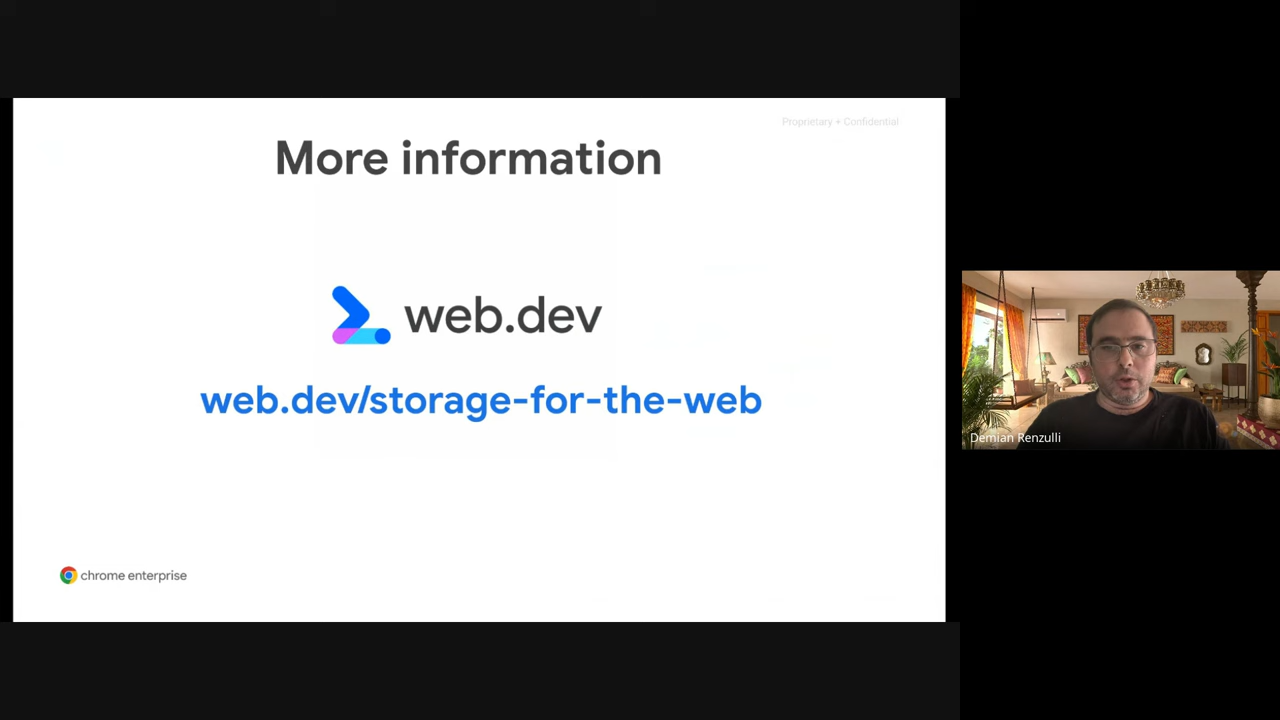 Proprietary + Confidential
More information
web.dev
web.dev/storage-for-the-web
chrome enterprise
Demian Renzulli